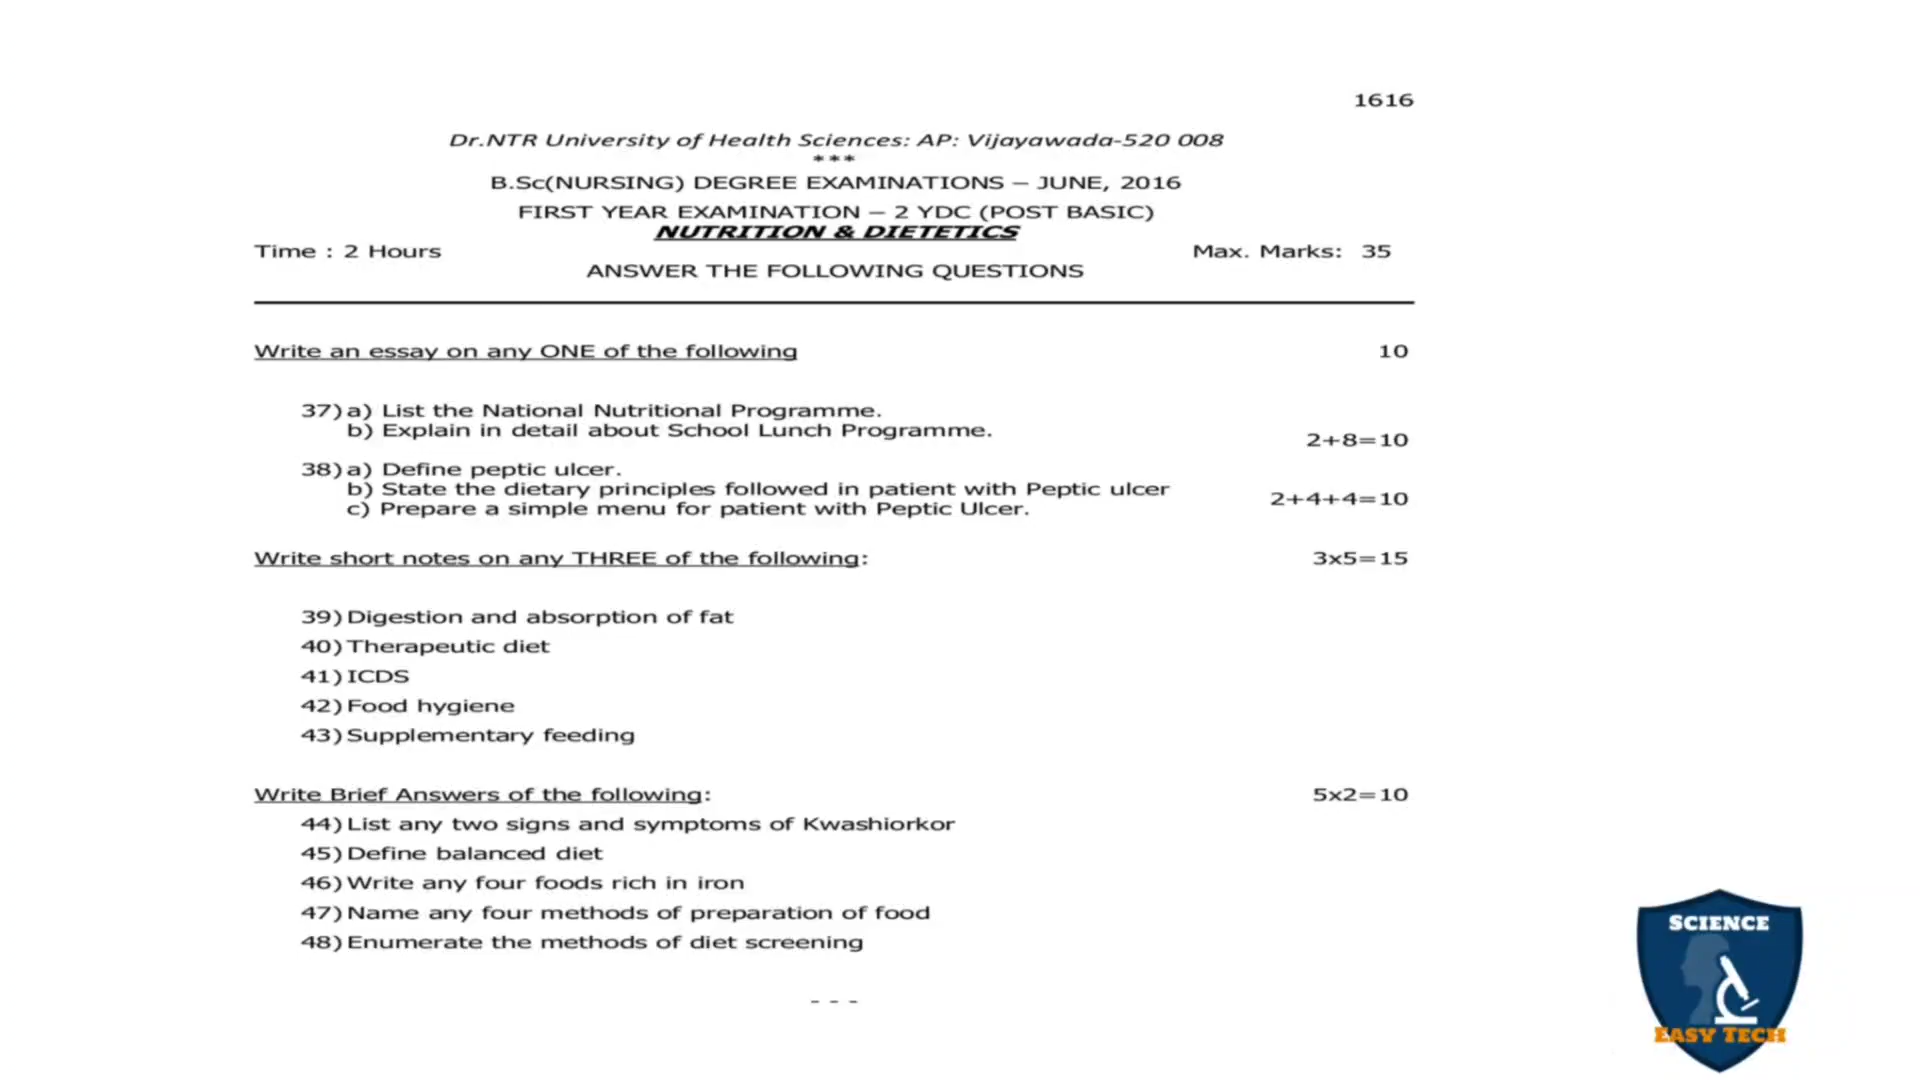 1616
Dr.NTR University of Health Sciences: AP: Vijayawada-520 008
***
B.Sc(NURSING) DEGREE EXAMINATIONS – JUNE, 2016
FIRST YEAR EXAMINATION – 2 YDC (POST BASIC)
NUTRITION & DIETETICS
Time : 2 Hours Max. Marks: 35
ANSWER THE FOLLOWING QUESTIONS
Write an essay on any ONE of the following 10
37) a) List the National Nutritional Programme.
b) Explain in detail about School Lunch Programme.
2+8=10
38) a) Define peptic ulcer.
b) State the dietary principles followed in patient with Peptic ulcer
2+4+4=10
c) Prepare a simple menu for patient with Peptic Ulcer.
Write short notes on any THREE of the following: 3x5=15
39) Digestion and absorption of fat
40) Therapeutic diet
41) ICDS
42) Food hygiene
43) Supplementary feeding
Write Brief Answers of the following: 5x2=10
44) List any two signs and symptoms of Kwashiorkor
45) Define balanced diet
46) Write any four foods rich in iron
47) Name any four methods of preparation of food
48) Enumerate the methods of diet screening
- - -
SCIENCE
EASY TECH